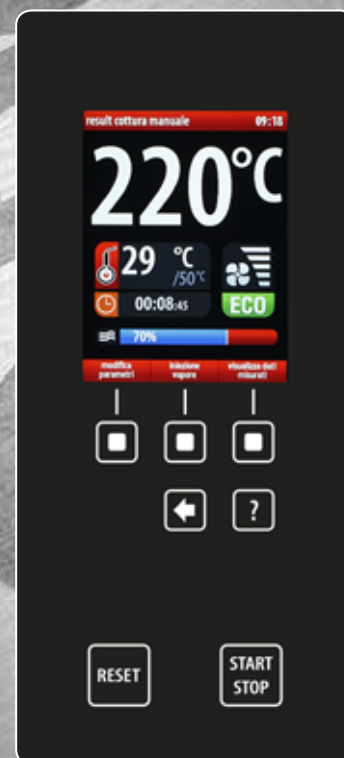 result cottura manuale 09:18
220°C
29 °C /50°C
00:08:45 ECO
70%
modifica parametri
iniezione vapore
visualizza dati misurati
?
RESET
START
STOP